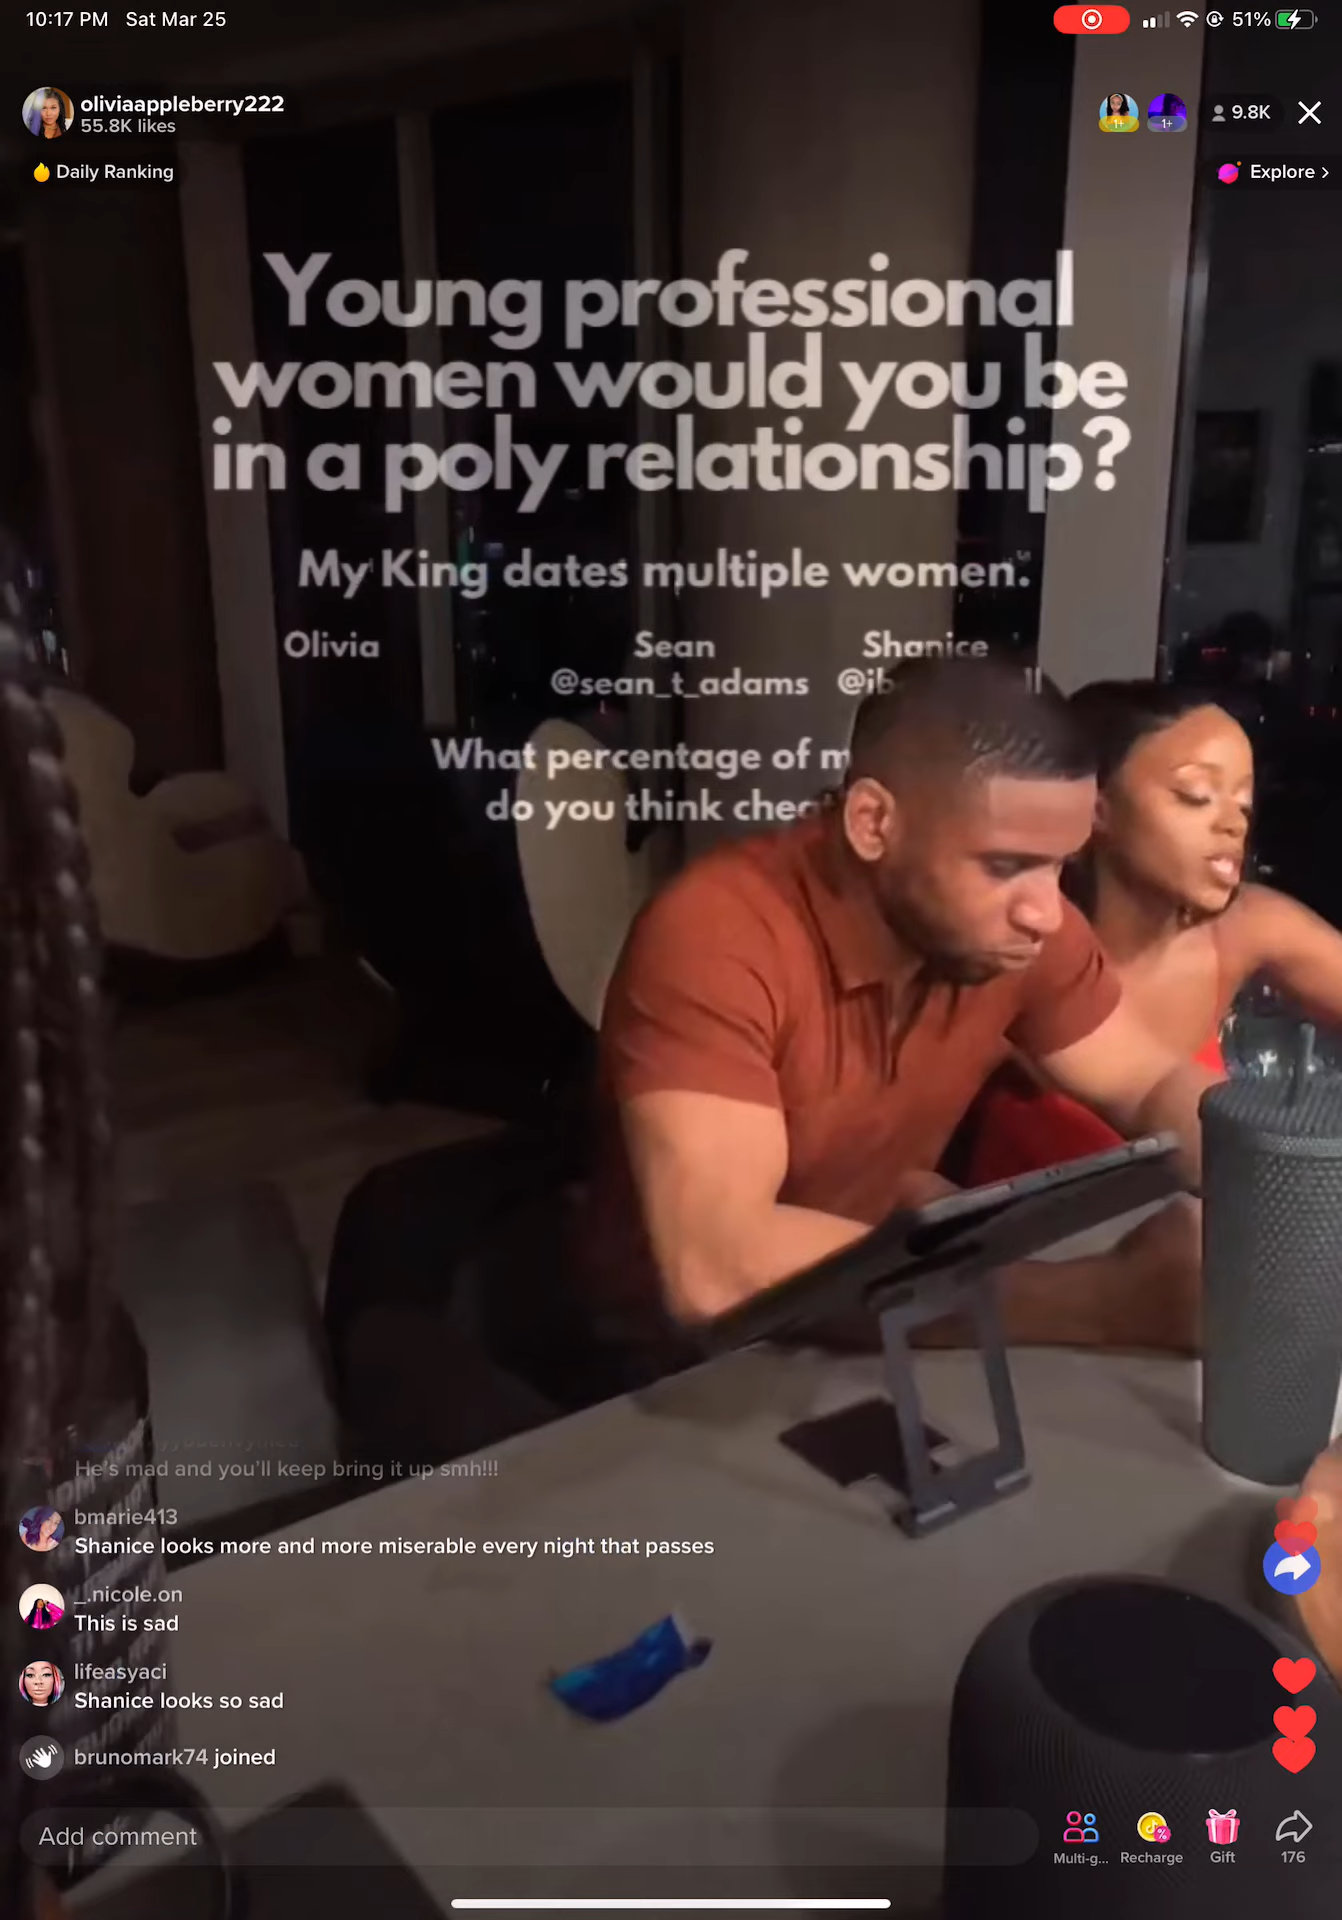 10:17 PM Sat Mar 25
51%
oliviaappleberry222
55.8K likes
1+
1+
9.8K
Daily Ranking
Explore
Young professional
women would you be
in a poly relationship?
My King dates multiple women.
Olivia Sean Shanice
@sean_t_adams
What percentage of
do you think
He's mad and you'll keep bring it up smh!!!
bmarie413
Shanice looks more and more miserable every night that passes
_.nicole.on
This is sad
lifeasyaci
Shanice looks so sad
brunomark74 joined
Add comment
Multi-g...
Recharge
Gift
176